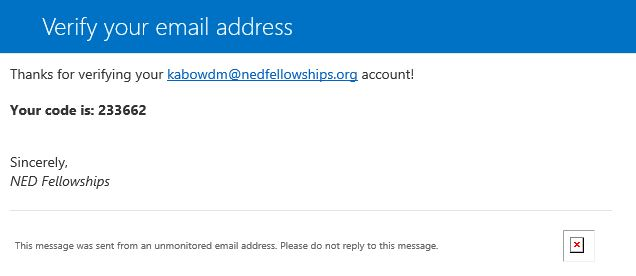 Verify your email address
Thanks for verifying your kabowdm@nedfellowships.org account!
Your code is: 233662
Sincerely,
NED Fellowships
This message was sent from an unmonitored email address. Please do not reply to this message.